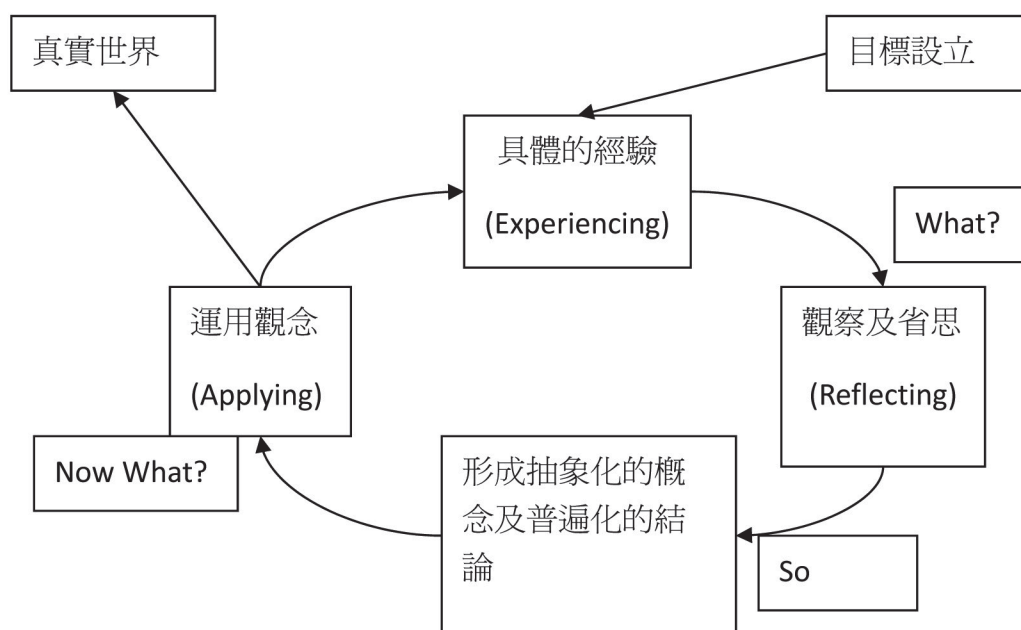 真實世界
目標設立
具體的經驗
(Experiencing)
What?
運用觀念
(Applying)
觀察及省思
(Reflecting)
Now What?
形成抽象化的概
念及普遍化的結
論
So